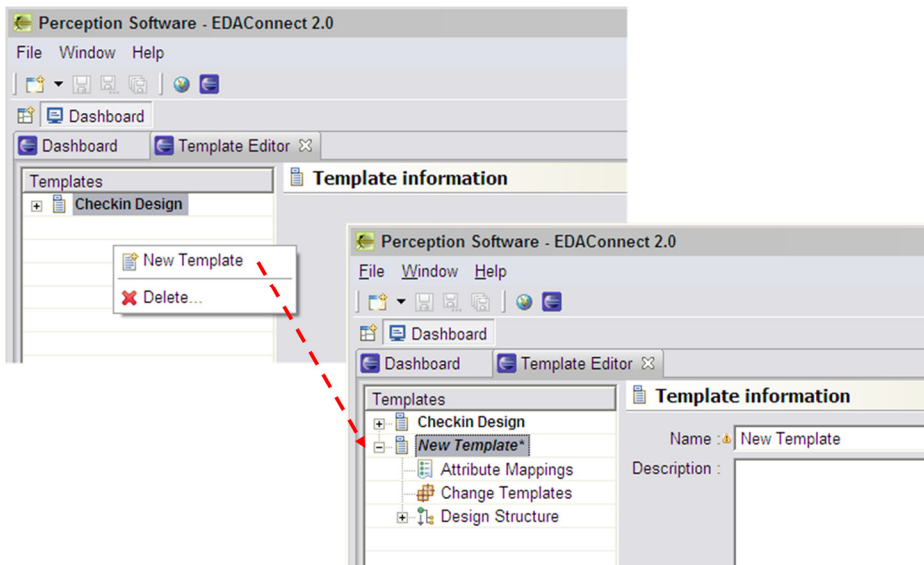 Perception Software - EDAConnect 2.0
File Window Help
Dashboard
Dashboard Template Editor
Templates
Template information
Checkin Design
New Template
Delete...
Perception Software - EDAConnect 2.0
File Window Help
Dashboard
Dashboard Template Editor
Templates
Template information
Checkin Design
New Template*
Name : New Template
Attribute Mappings
Description :
Change Templates
Design Structure